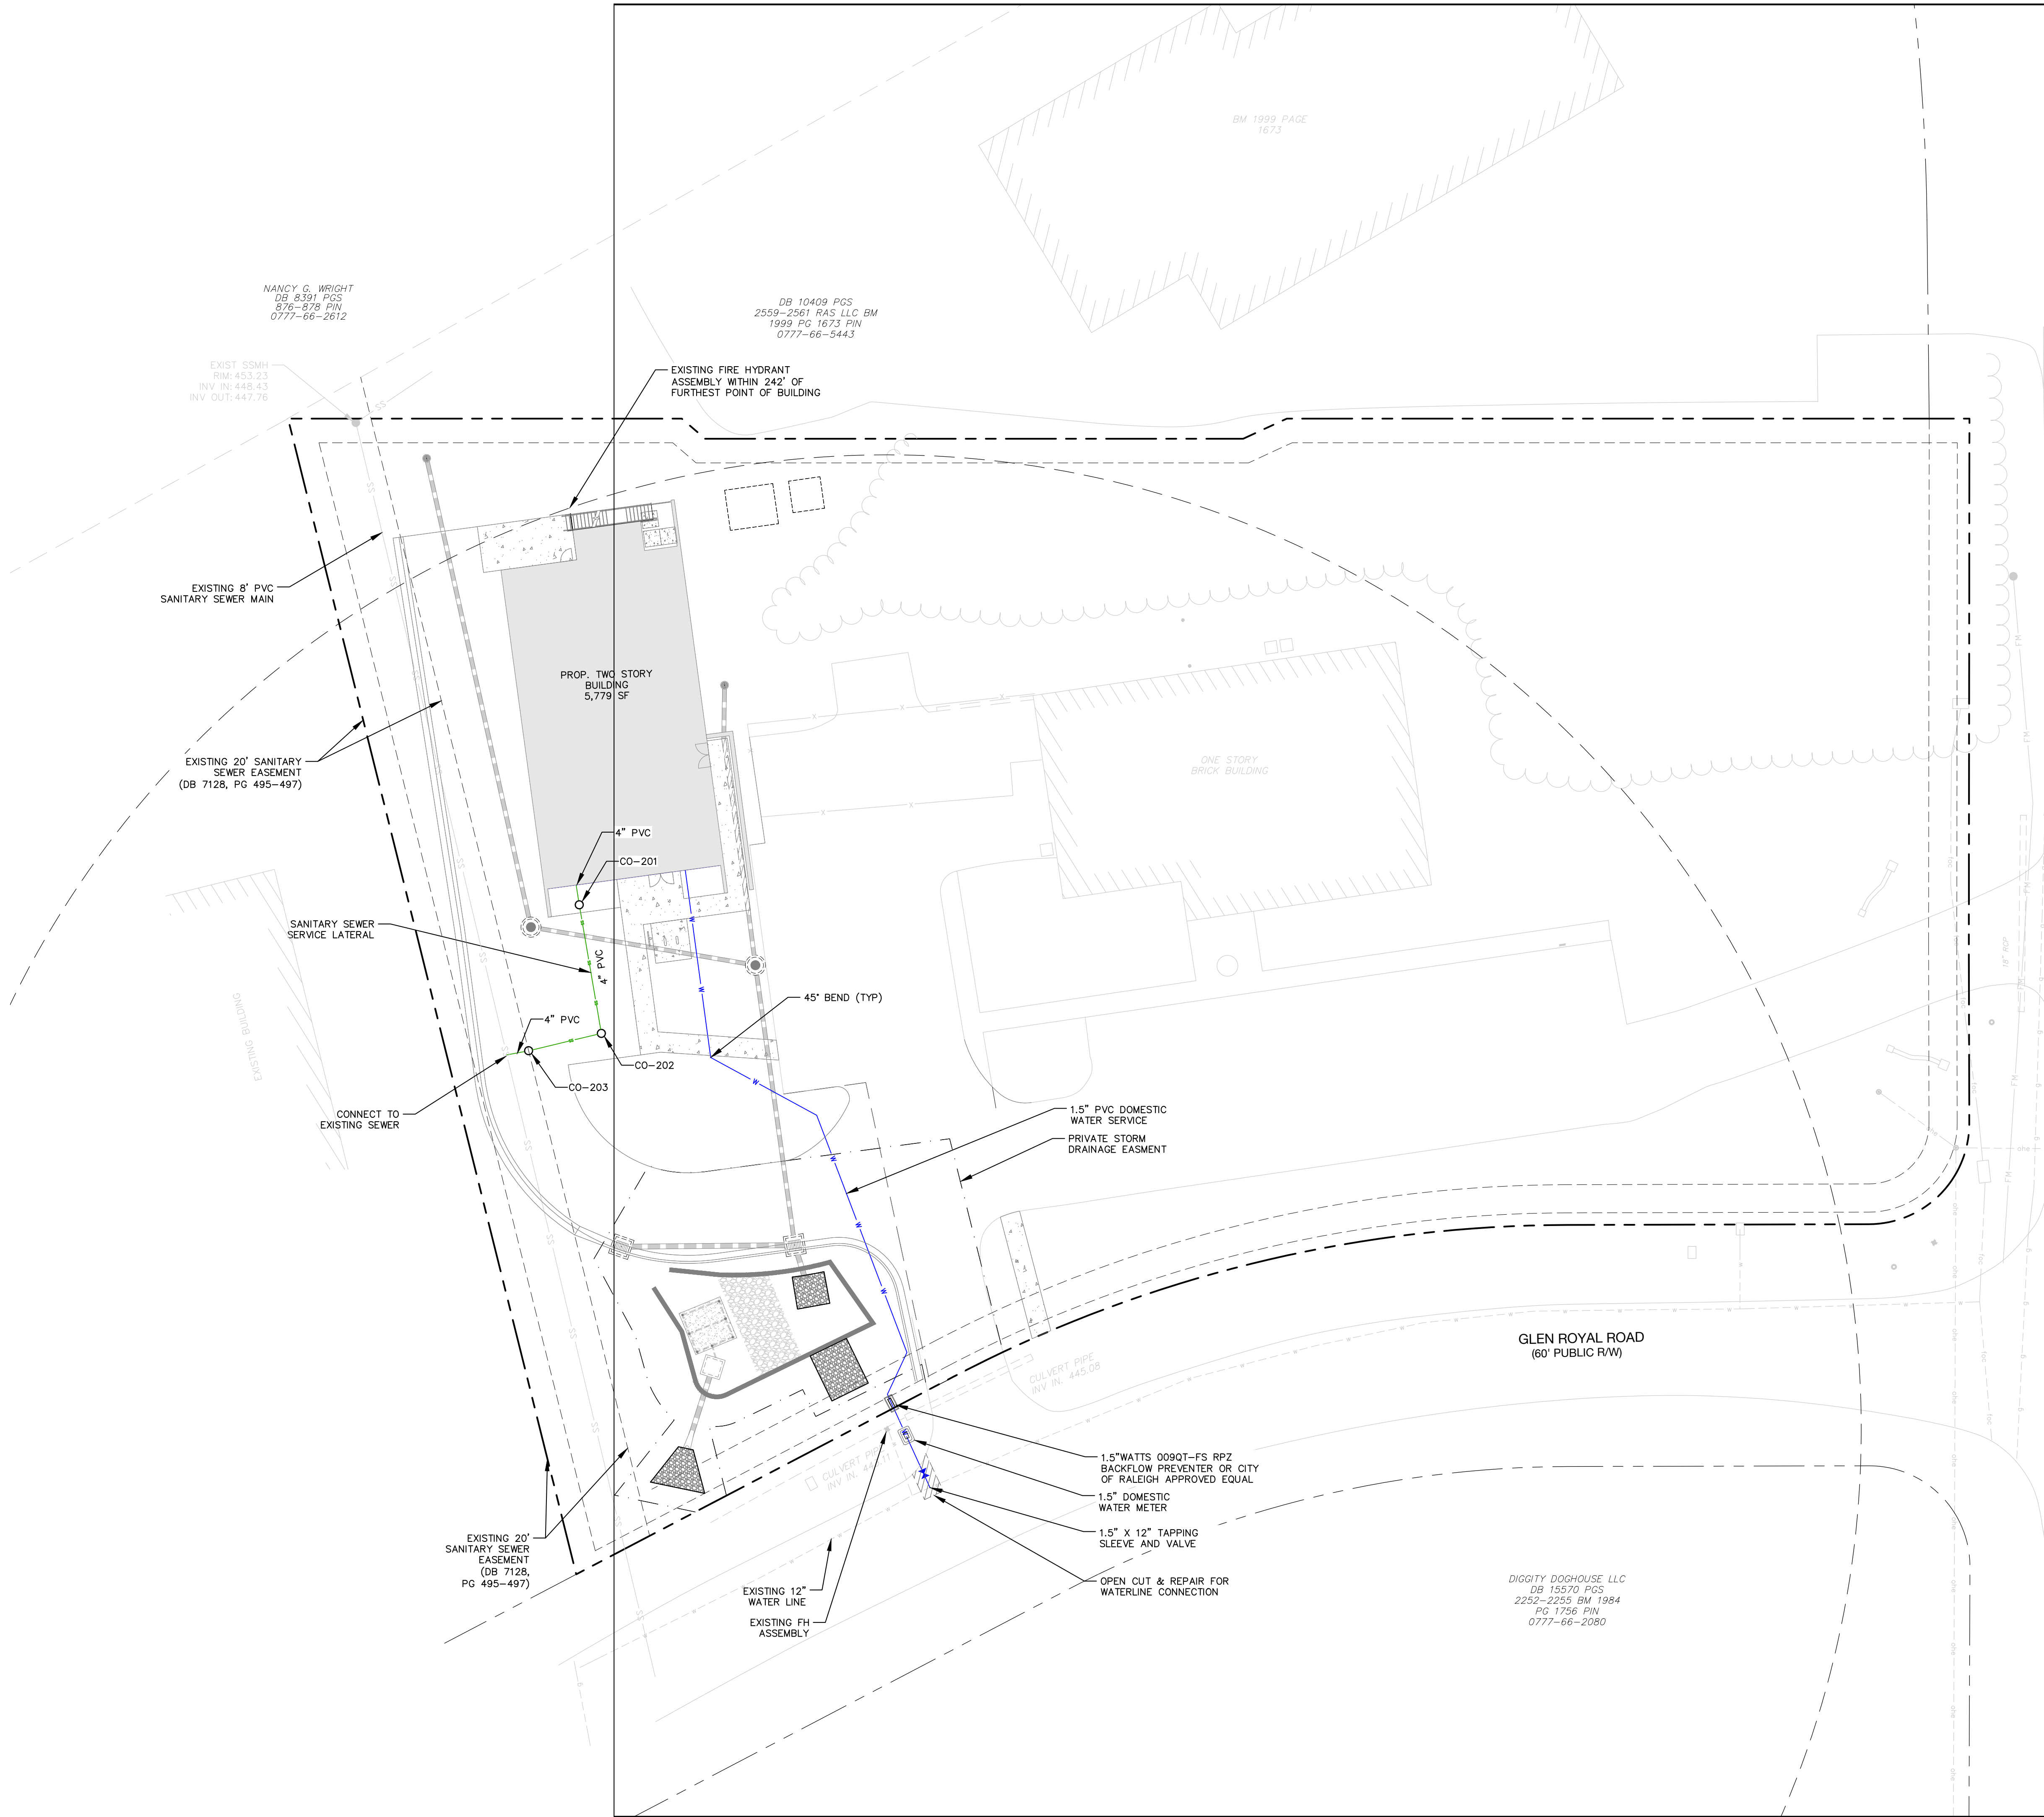 BM 1999 PAGE
1673
NANCY G. WRIGHT
DB 8391 PGS
876-878 PIN
0777-66-2612
DB 10409 PGS
2559-2561 RAS LLC BM
1999 PG 1673 PIN
0777-66-5443
EXIST SSMH
RIM: 453.23
INV IN: 448.43
INV OUT: 447.76
EXISTING FIRE HYDRANT
ASSEMBLY WITHIN 242' OF
FURTHEST POINT OF BUILDING
SS
SS
EXISTING 8' PVC
SANITARY SEWER MAIN
PROP. TWO STORY
BUILDING
5,779 SF
EXISTING 20' SANITARY
SEWER EASEMENT
(DB 7128, PG 495-497)
ONE STORY
BRICK BUILDING
4" PVC
CO-201
SANITARY SEWER
SERVICE LATERAL
4" PVC
18" RCP
EXISTING BUILDING
45° BEND (TYP)
4" PVC
CO-202
CO-203
CONNECT TO
EXISTING SEWER
1.5" PVC DOMESTIC
WATER SERVICE
PRIVATE STORM
DRAINAGE EASMENT
GLEN ROYAL ROAD
(60' PUBLIC R/W)
CULVERT PIPE
INV IN. 445.08
CULVERT PIPE
1.5"WATTS 009QT-FS RPZ
BACKFLOW PREVENTER OR CITY
OF RALEIGH APPROVED EQUAL
1.5" DOMESTIC
WATER METER
1.5" X 12" TAPPING
SLEEVE AND VALVE
OPEN CUT & REPAIR FOR
WATERLINE CONNECTION
EXISTING 20'
SANITARY SEWER
EASEMENT
(DB 7128,
PG 495-497)
EXISTING 12"
WATER LINE
EXISTING FH
ASSEMBLY
DIGGITY DOGHOUSE LLC
DB 15570 PGS
2252-2255 BM 1984
PG 1756 PIN
0777-66-2080